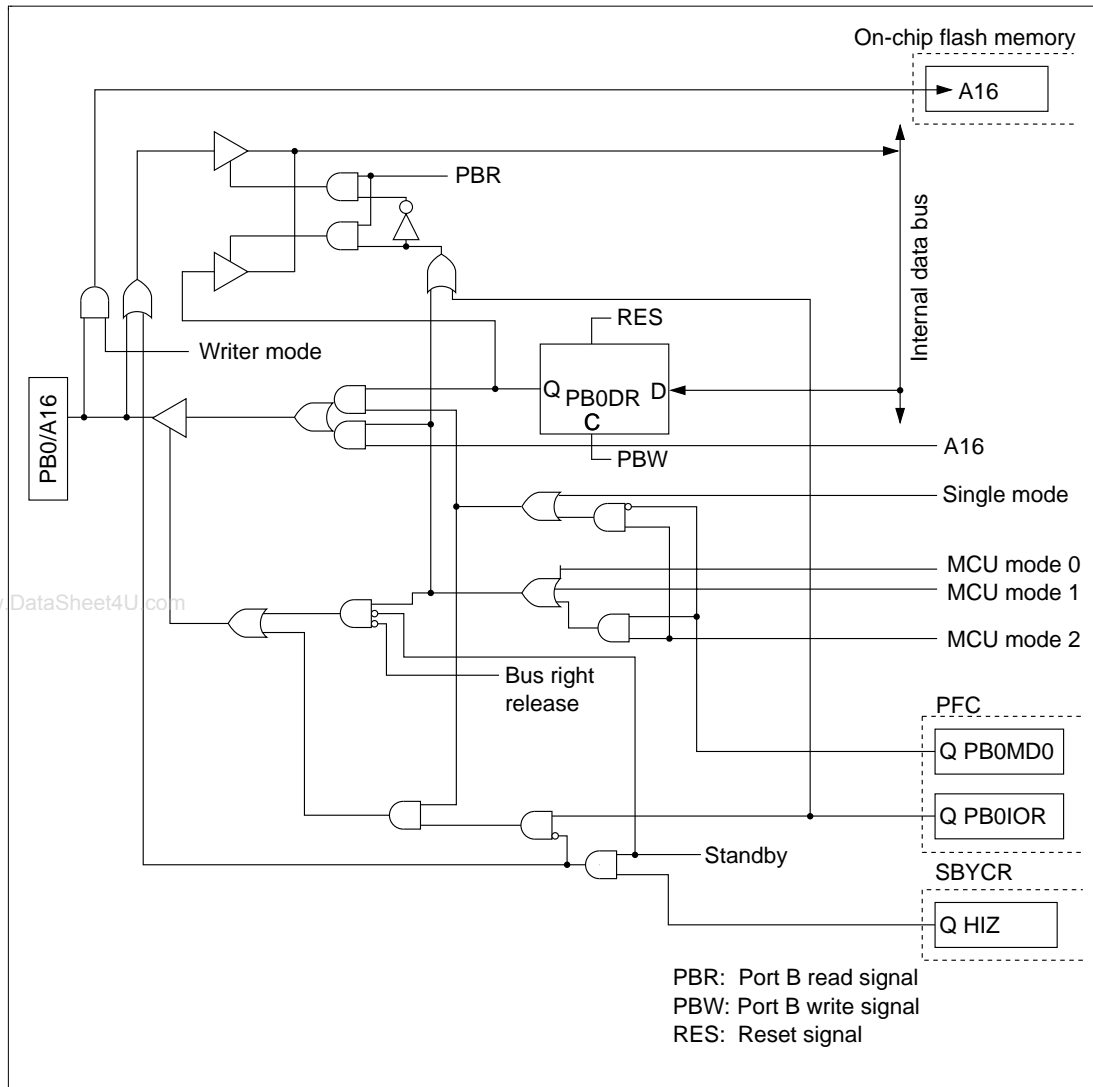 On-chip flash memory
A16
PBR
Internal data bus
RES
Writer mode
Q
PB0DR
D
C
PB0/A16
PBW
A16
Single mode
MCU mode 0
MCU mode 1
w.DataSheet4U.com
MCU mode 2
Bus right
release
PFC
Q PB0MD0
Q PB0IOR
Standby
SBYCR
Q HIZ
PBR: Port B read signal
PBW: Port B write signal
RES: Reset signal